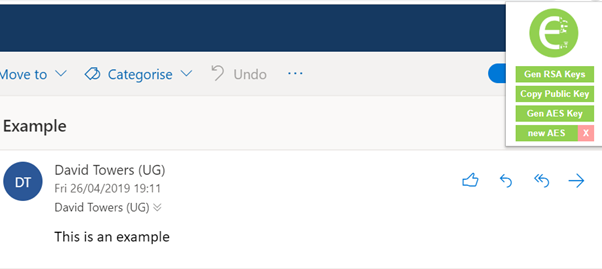 Move to
Categorise
Undo
Gen RSA Keys
Copy Public Key
Gen AES Key
new AES X
Example
DT
David Towers (UG)
Fri 26/04/2019 19:11
David Towers (UG)
This is an example